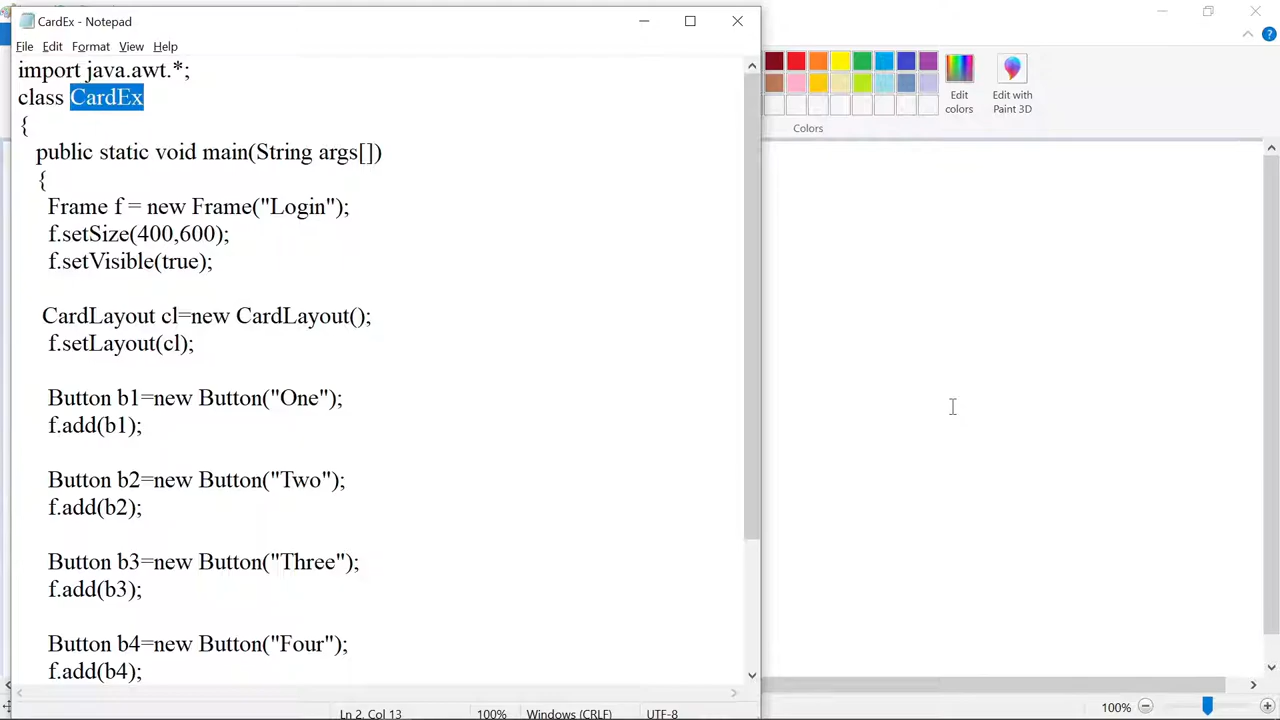 CardEx - Notepad
File Edit Format View Help
import java.awt.*;
class CardEx
{
public static void main(String args[])
{
Frame f = new Frame("Login");
f.setSize(400,600);
f.setVisible(true);
CardLayout cl=new CardLayout();
f.setLayout(cl);
Button b1=new Button("One");
f.add(b1);
Button b2=new Button("Two");
f.add(b2);
Button b3=new Button("Three");
f.add(b3);
Button b4=new Button("Four");
f.add(b4);
Ln 2, Col 13 100% Windows (CRLF) UTF-8
Edit
colors
Edit with
Paint 3D
Colors
100%